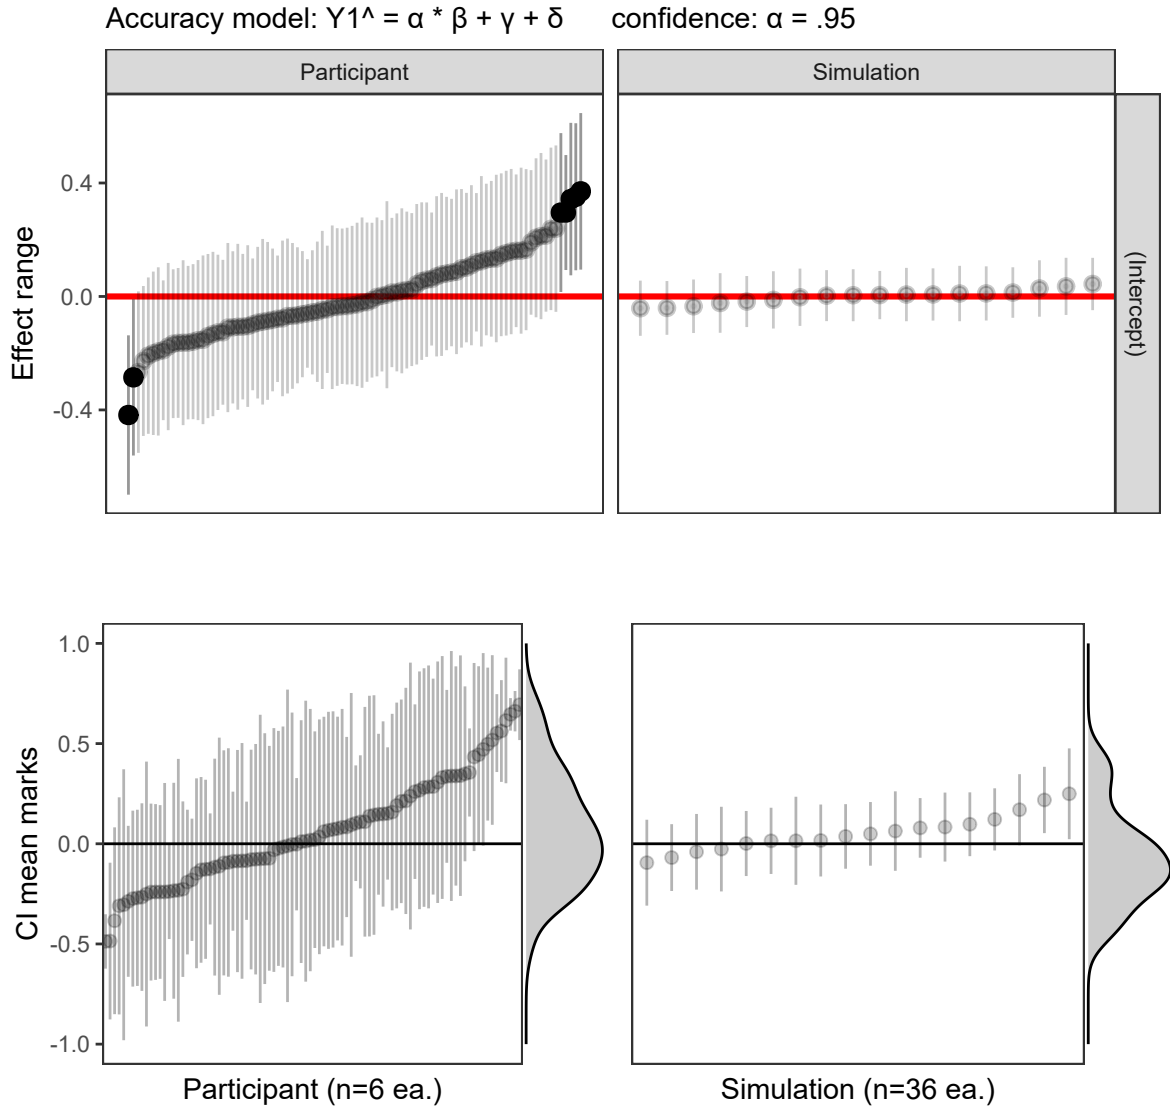 Accuracy model: Y1^ = α * β + γ + δ confidence: α = .95
Participant
Simulation
Effect range
0.4
0.0
-0.4
(Intercept)
CI mean marks
1.0
0.5
0.0
-0.5
-1.0
Participant (n=6 ea.)
Simulation (n=36 ea.)